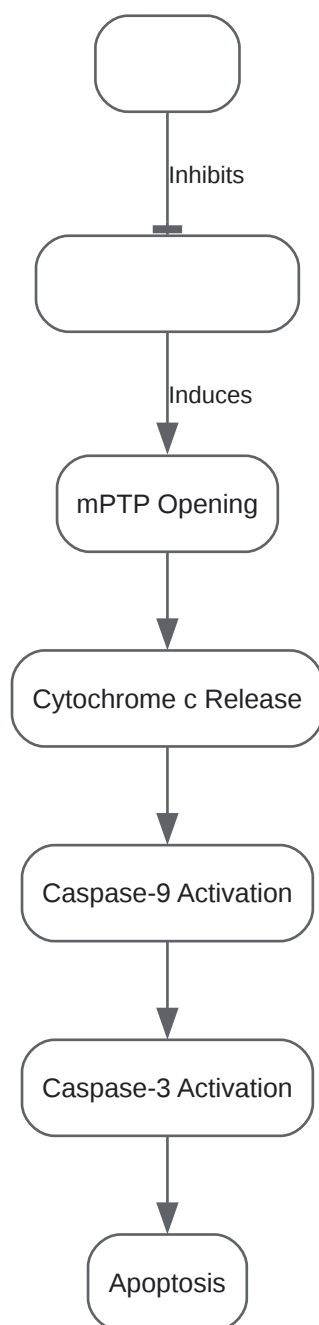 Inhibits
Induces
mPTP Opening
Cytochrome c Release
Caspase-9 Activation
Caspase-3 Activation
Apoptosis